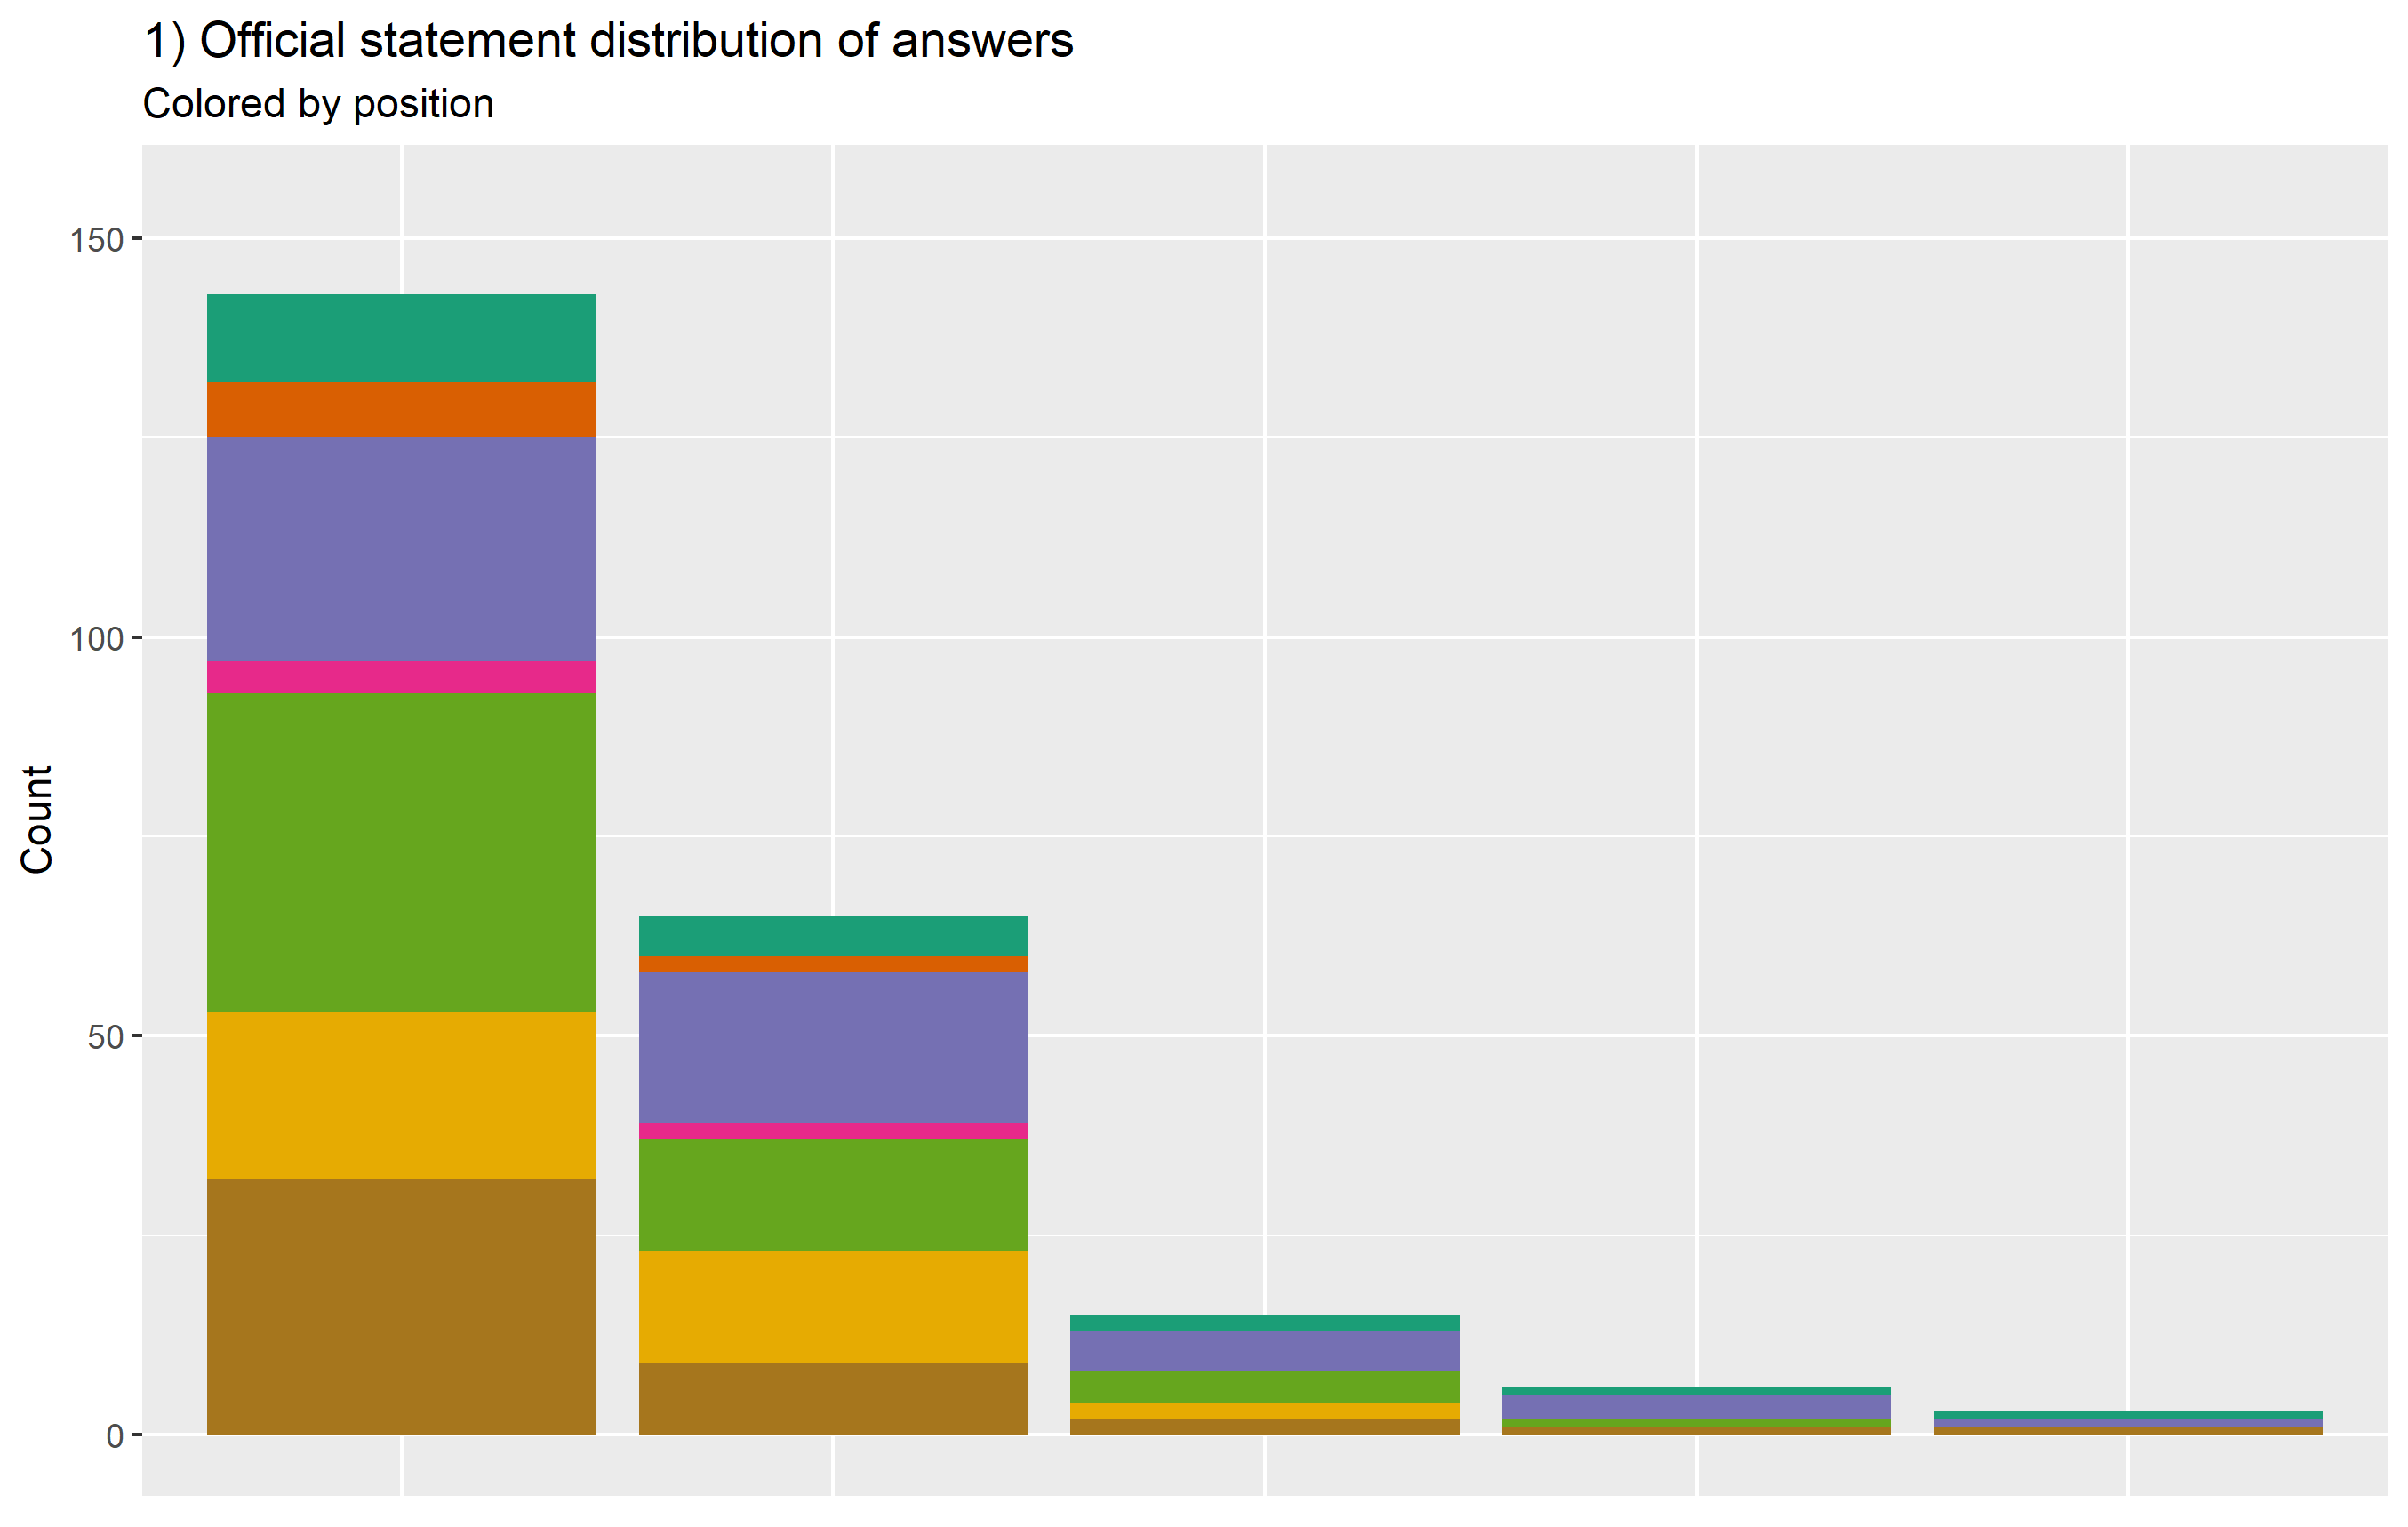 1) Official statement distribution of answers
Colored by position
150
100
50
0
Count